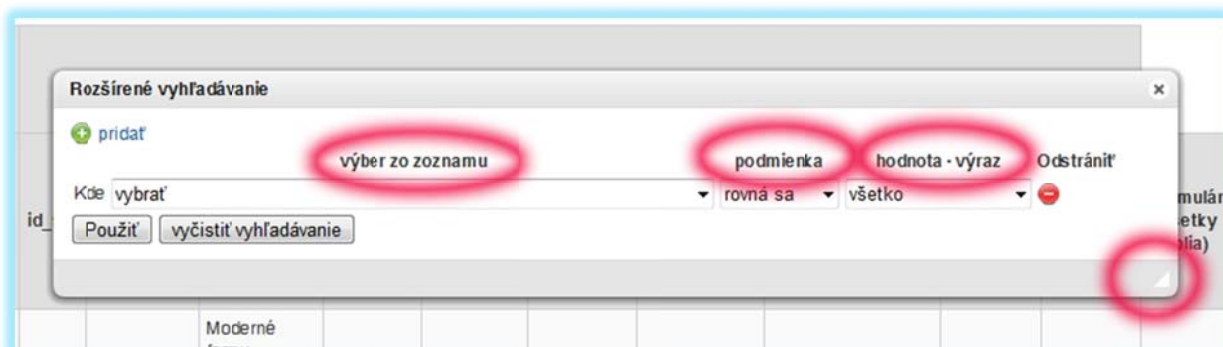 Rozšírené vyhľadávanie
pridať
výber zo zoznamu podmienka hodnota - výraz Odstrániť
Kde vybrať rovná sa všetko
id_
Použiť vyčistiť vyhľadávanie
Moderné